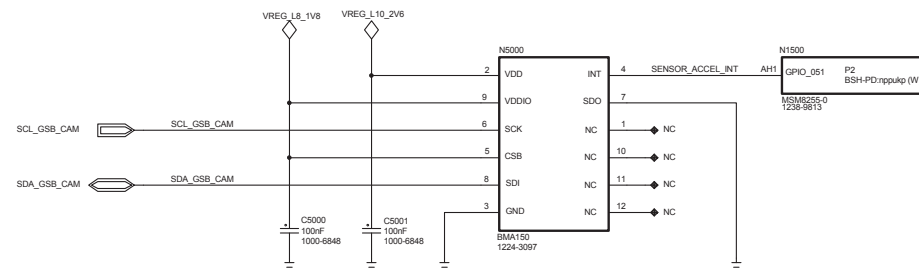 VREG_L8_1V8
VREG_L10_2V6
N5000
N1500
2 VDD INT 4 SENSOR_ACCEL_INT AH1 GPIO_051 P2
BSH-PD:nppukp (W
9 VDDIO SDO 7
MSM8255-0
1238-9813
SCL_GSB_CAM SCL_GSB_CAM 6 SCK NC 1 NC
5 CSB NC 10 NC
SDA_GSB_CAM SDA_GSB_CAM 8 SDI NC 11 NC
3 GND NC 12 NC
C5000
100nF
1000-6848
C5001
100nF
1000-6848
BMA150
1224-3097